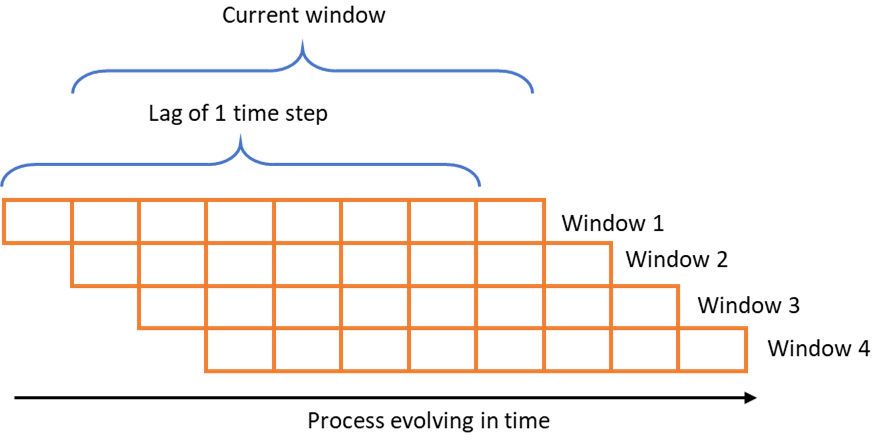 Current window
Lag of 1 time step
Window 1
Window 2
Window 3
Window 4
Process evolving in time